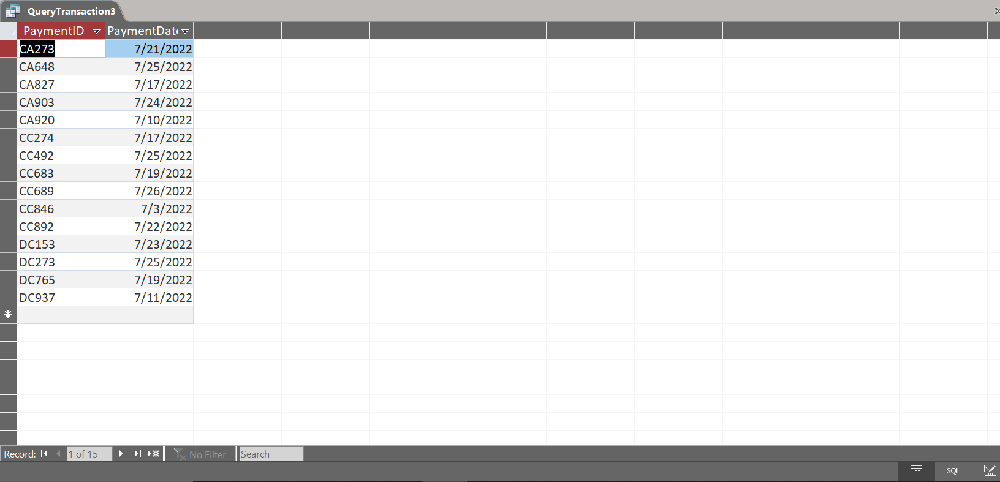 QueryTransaction3
PaymentID PaymentDat
CA273 7/21/2022
CA648 7/25/2022
CA827 7/17/2022
CA903 7/24/2022
CA920 7/10/2022
CC274 7/17/2022
CC492 7/25/2022
CC683 7/19/2022
CC689 7/26/2022
CC846 7/3/2022
CC892 7/22/2022
DC153 7/23/2022
DC273 7/25/2022
DC765 7/19/2022
DC937 7/11/2022
Record: 1 of 15 No Filter Search
SQL